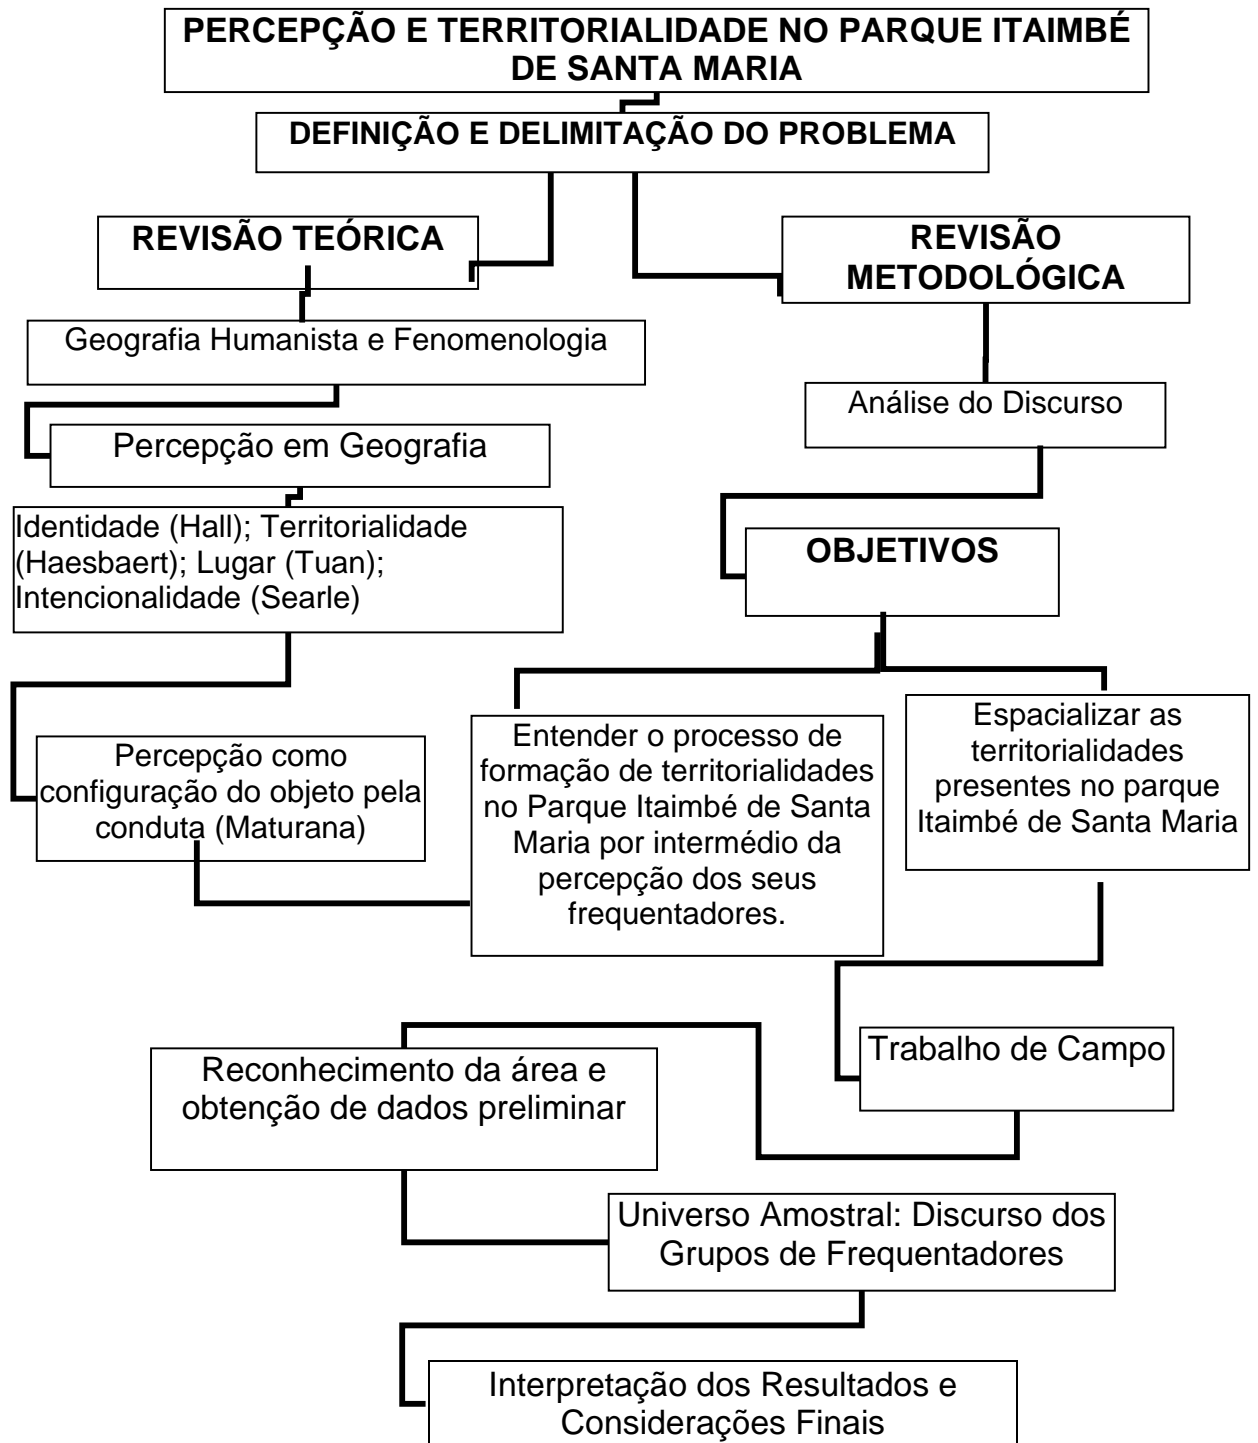 PERCEPÇÃO E TERRITORIALIDADE NO PARQUE ITAIMBÉ
DE SANTA MARIA
DEFINIÇÃO E DELIMITAÇÃO DO PROBLEMA
REVISÃO TEÓRICA
REVISÃO
METODOLÓGICA
Geografia Humanista e Fenomenologia
Análise do Discurso
Percepção em Geografia
Identidade (Hall); Territorialidade
(Haesbaert); Lugar (Tuan);
Intencionalidade (Searle)
OBJETIVOS
Percepção como
configuração do objeto pela
conduta (Maturana)
Entender o processo de
formação de territorialidades
no Parque Itaimbé de Santa
Maria por intermédio da
percepção dos seus
frequentadores.
Espacializar as
territorialidades
presentes no parque
Itaimbé de Santa Maria
Trabalho de Campo
Reconhecimento da área e
obtenção de dados preliminar
Universo Amostral: Discurso dos
Grupos de Frequentadores
Interpretação dos Resultados e
Considerações Finais